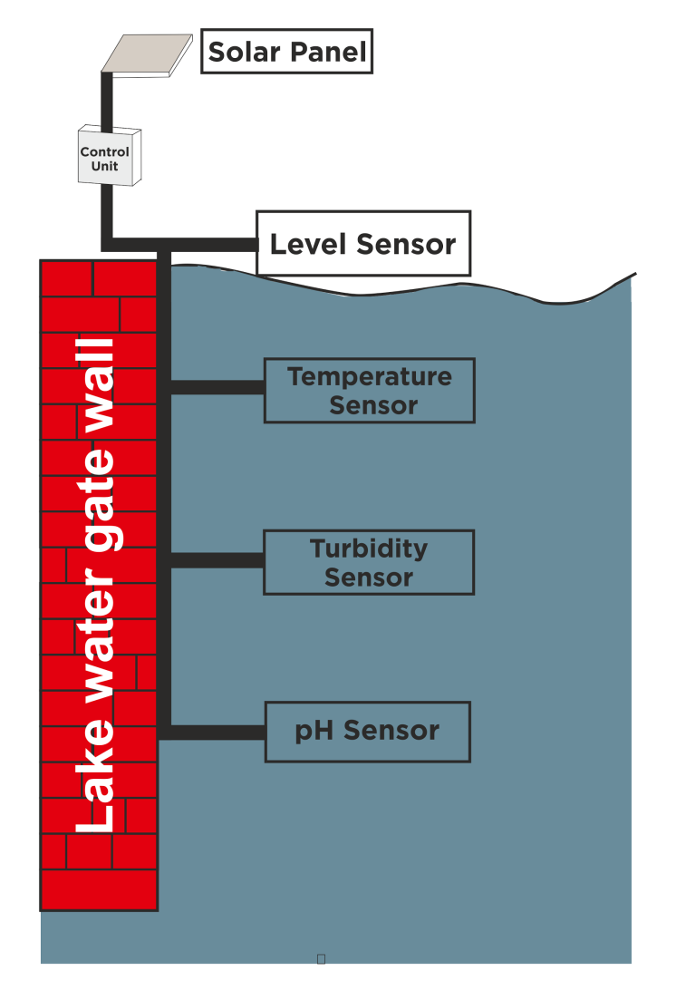 Solar Panel
Control
Unit
Level Sensor
Temperature
Sensor
Turbidity
Sensor
pH Sensor
Lake water gate wall